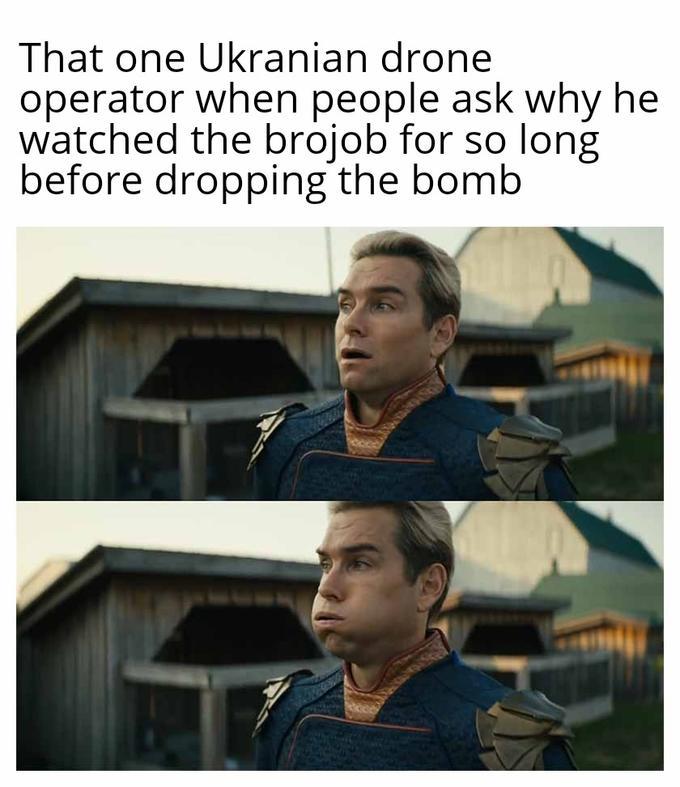 That one Ukranian drone
operator when people ask why he
watched the brojob for so long
before dropping the bomb